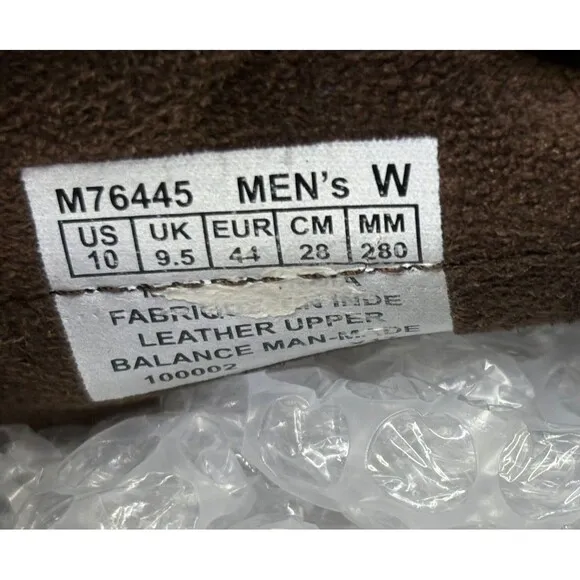 M76445 MEN's W
US UK EUR CM MM
10 9.5 44 28 280
INDE
LEATHER UPPER
BALANCE MAN-MADE
100002